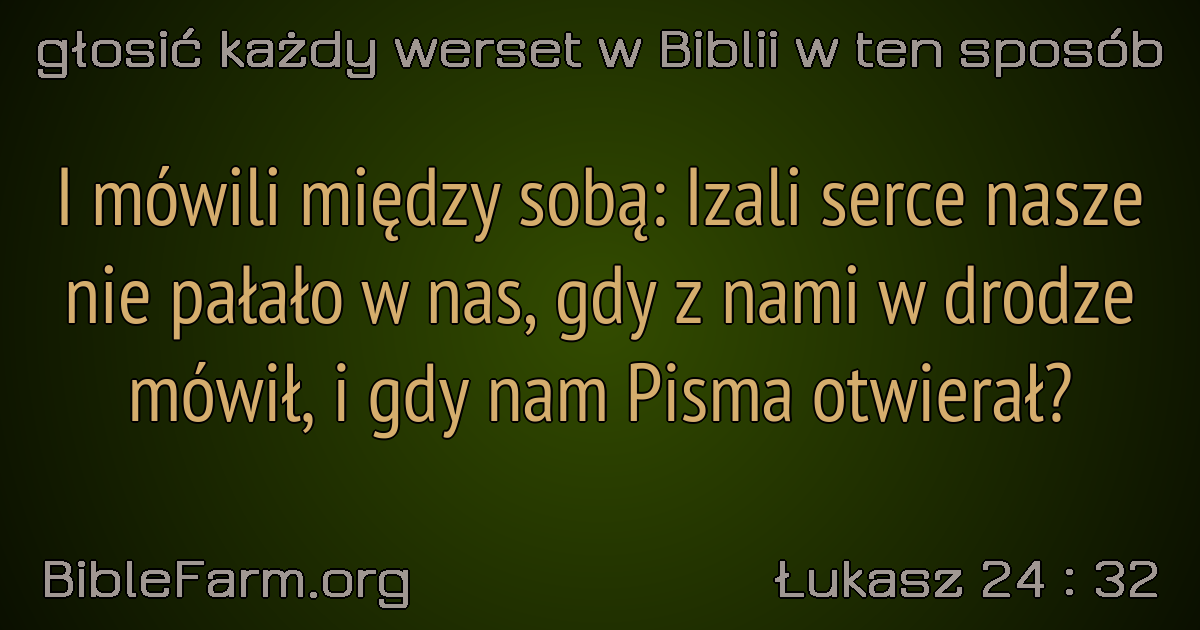 głosić każdy werset w Biblii w ten sposób
I mówili między sobą: Izali serce nasze
nie pałało w nas, gdy z nami w drodze
mówił, i gdy nam Pisma otwierał?
BibleFarm.org
Łukasz 24 : 32